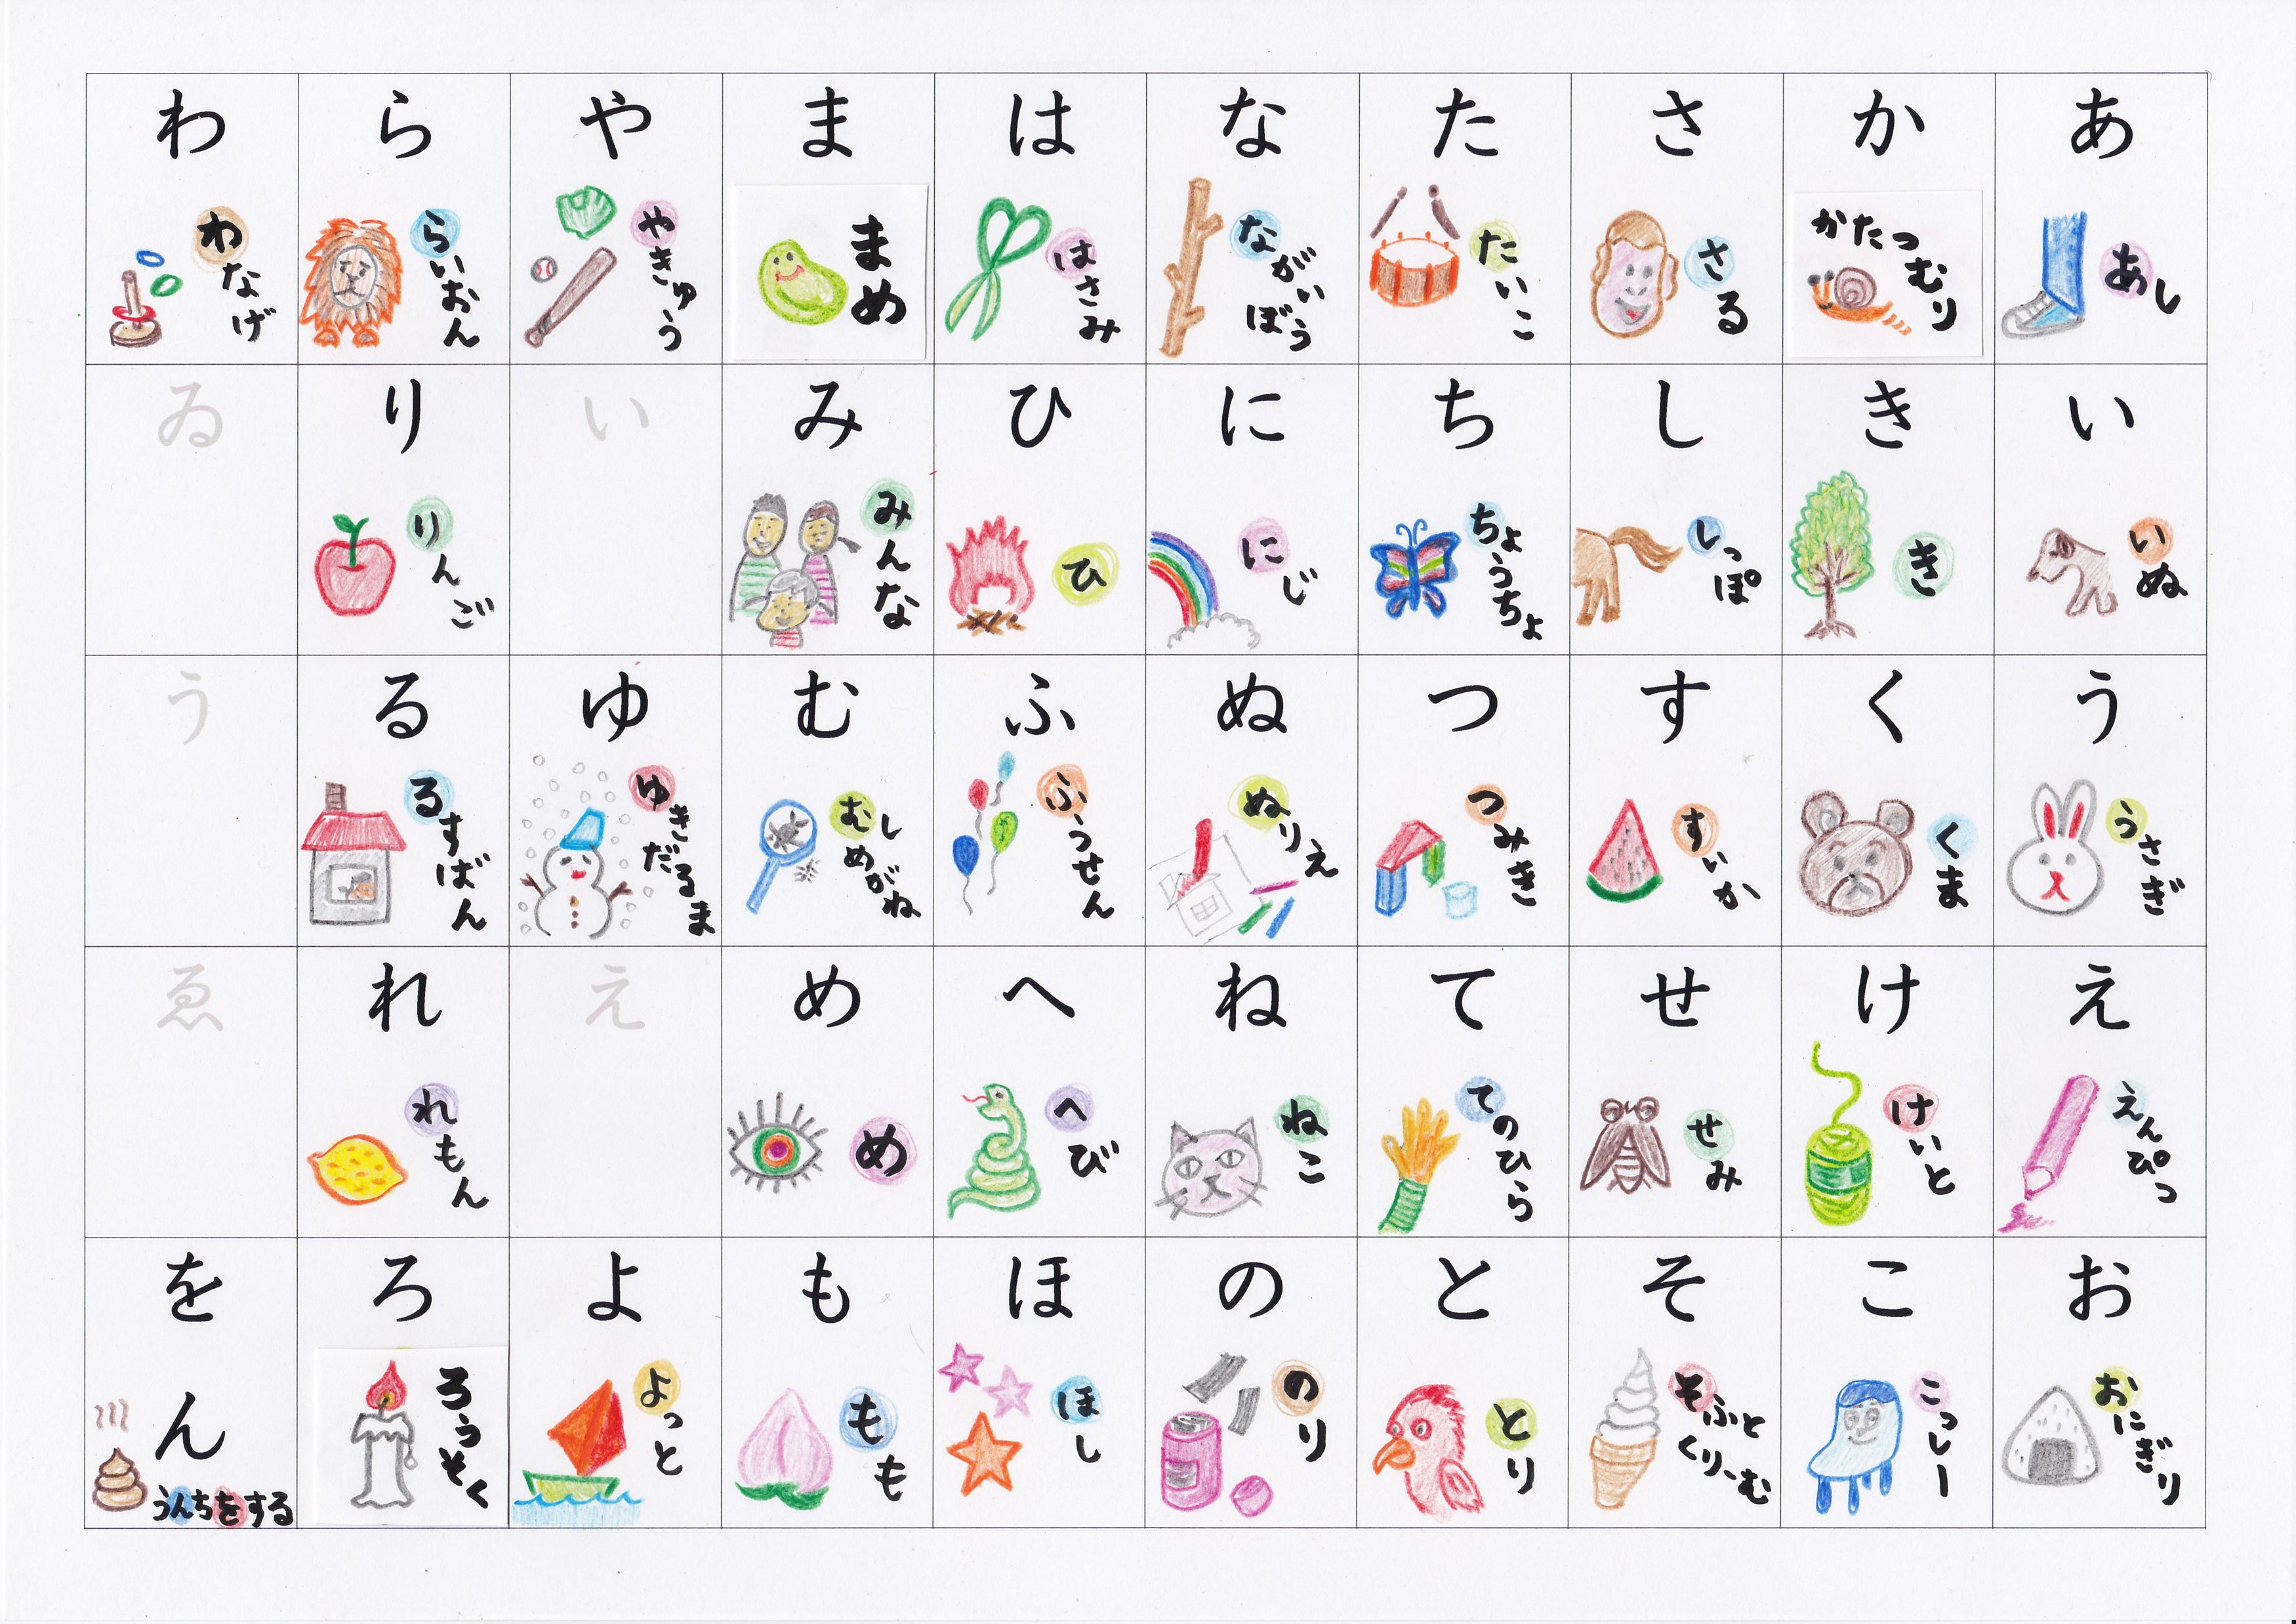 あ
あし
い
いぬ
う
うさぎ
え
えんぴつ
お
おにぎり
か
かたつむり
き
き
く
くま
け
けいと
こ
こっしー
さ
さる
し
しっぽ
す
すいか
せ
せみ
そ
そふとくりーむ
た
たいこ
ち
ちょうちょ
つ
つみき
て
てのひら
と
とり
な
ながいぼう
に
にじ
ぬ
ぬりえ
ね
ねこ
の
のり
は
はさみ
ひ
ひ
ふ
ふうせん
へ
へび
ほ
ほし
ま
まめ
み
みんな
む
むしめがね
め
め
も
もも
や
やきゅう
い
ゆ
ゆきだるま
え
よ
よっと
ら
らいおん
り
りんご
る
るすばん
れ
れもん
ろ
ろうそく
わ
わなげ
ゐ
う
ゑ
を
ん
うんちをする